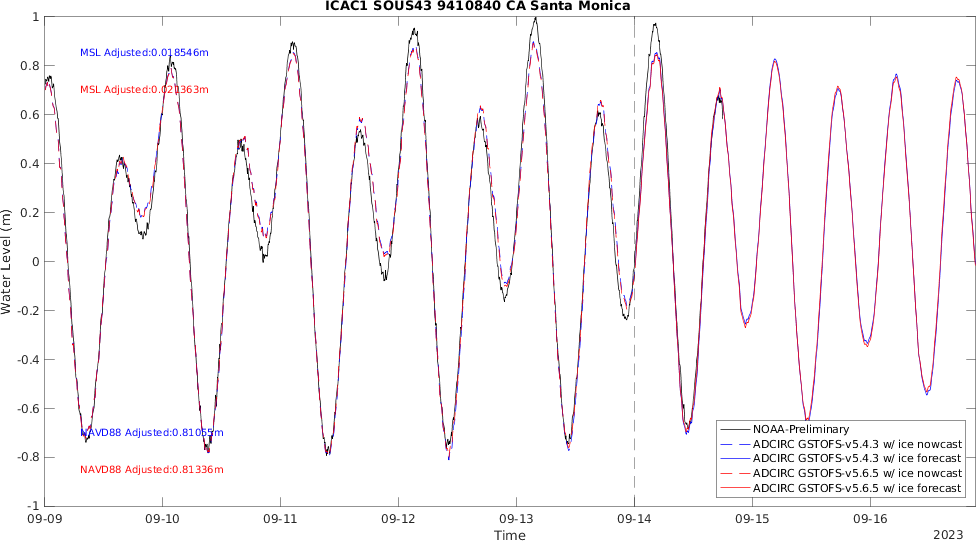 ICAC1 SOUS43 9410840 CA Santa Monica
1
0.8
0.6
0.4
0.2
0
-0.2
-0.4
-0.6
-0.8
-1
Water Level (m)
MSL Adjusted:0.018546m
MSL Adjusted:0.021363m
NAVD88 Adjusted:0.81055m
NAVD88 Adjusted:0.81336m
NOAA-Preliminary
ADCIRC GSTOFS-v5.4.3 w/ ice nowcast
ADCIRC GSTOFS-v5.4.3 w/ ice forecast
ADCIRC GSTOFS-v5.6.5 w/ ice nowcast
ADCIRC GSTOFS-v5.6.5 w/ ice forecast
09-09 09-10 09-11 09-12 09-13 09-14 09-15 09-16
Time
2023